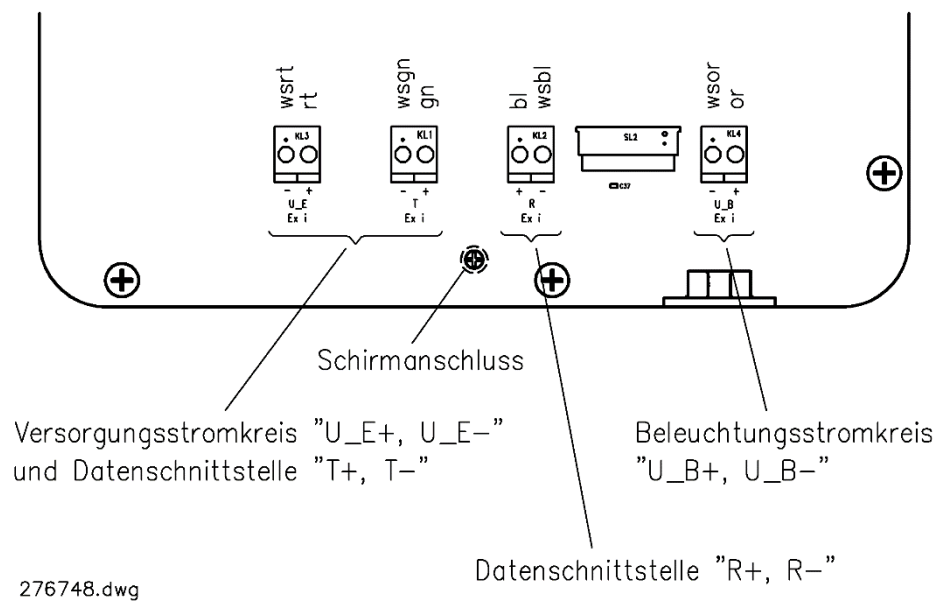 wsrt
rt
wsgn
gn
bl
wsbl
wsor
or
KL3
KL1
KL2
SL2
KL4
C37
- +
U_E
Ex i
- +
T
Ex i
+ -
R
Ex i
- +
U_B
Ex i
Schirmanschluss
Versorgungsstromkreis "U_E+, U_E-"
und Datenschnittstelle "T+, T-"
Beleuchtungsstromkreis
"U_B+, U_B-"
Datenschnittstelle "R+, R-"
276748.dwg